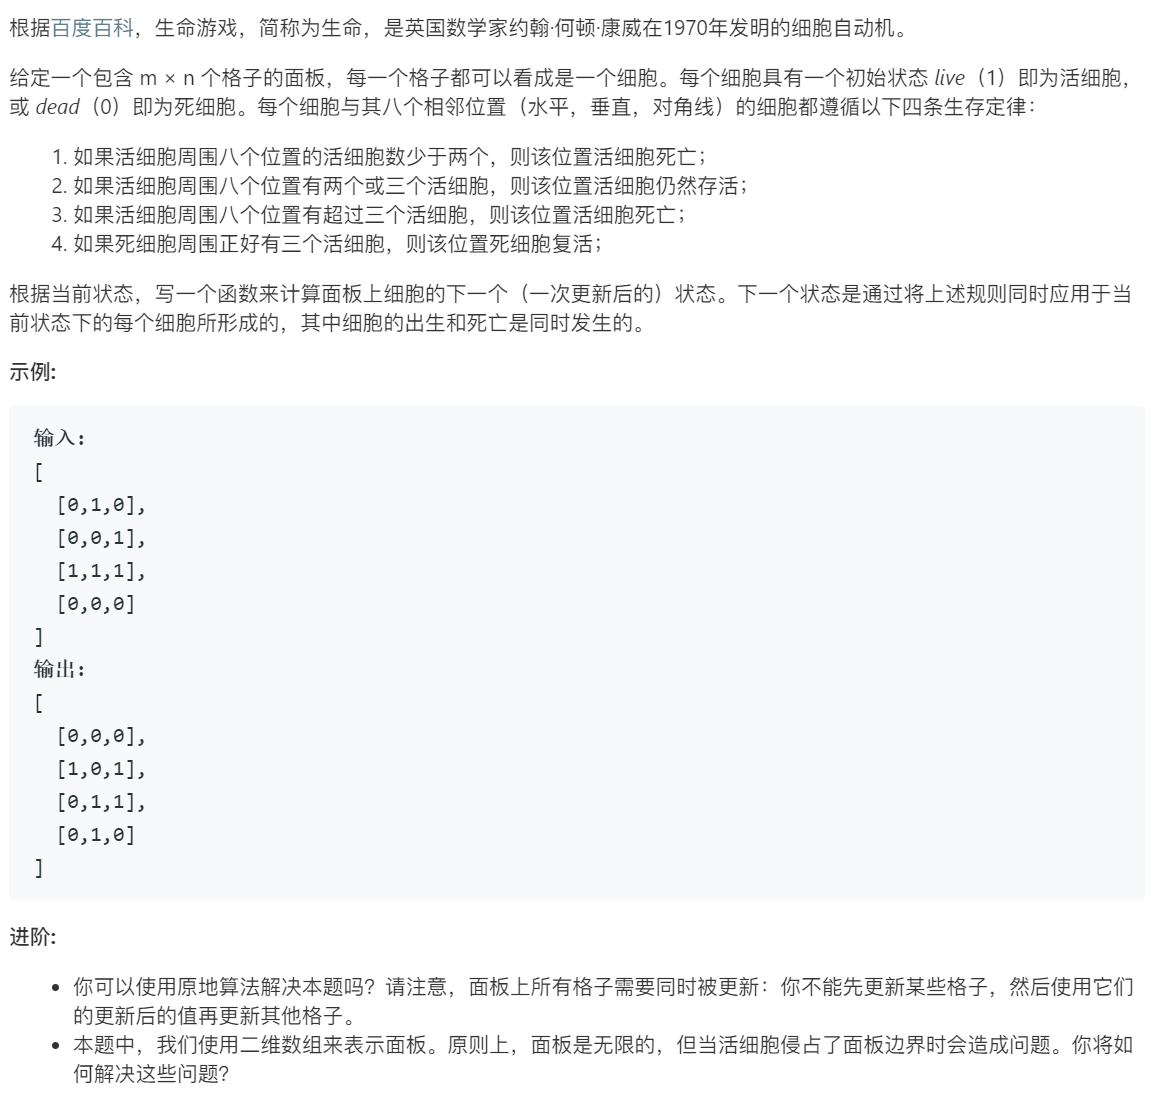 根据百度百科，生命游戏，简称为生命，是英国数学家约翰·何顿·康威在1970年发明的细胞自动机。
给定一个包含 m × n 个格子的面板，每一个格子都可以看成是一个细胞。每个细胞具有一个初始状态 live（1）即为活细胞，
或 dead（0）即为死细胞。每个细胞与其八个相邻位置（水平，垂直，对角线）的细胞都遵循以下四条生存定律：
1. 如果活细胞周围八个位置的活细胞数少于两个，则该位置活细胞死亡；
2. 如果活细胞周围八个位置有两个或三个活细胞，则该位置活细胞仍然存活；
3. 如果活细胞周围八个位置有超过三个活细胞，则该位置活细胞死亡；
4. 如果死细胞周围正好有三个活细胞，则该位置死细胞复活；
根据当前状态，写一个函数来计算面板上细胞的下一个（一次更新后的）状态。下一个状态是通过将上述规则同时应用于当
前状态下的每个细胞所形成的，其中细胞的出生和死亡是同时发生的。
示例:
输入：
[
[0,1,0],
[0,0,1],
[1,1,1],
[0,0,0]
]
输出：
[
[0,0,0],
[1,0,1],
[0,1,1],
[0,1,0]
]
进阶:
• 你可以使用原地算法解决本题吗？请注意，面板上所有格子需要同时被更新：你不能先更新某些格子，然后使用它们
的更新后的值再更新其他格子。
• 本题中，我们使用二维数组来表示面板。原则上，面板是无限的，但当活细胞侵占了面板边界时会造成问题。你将如
何解决这些问题？